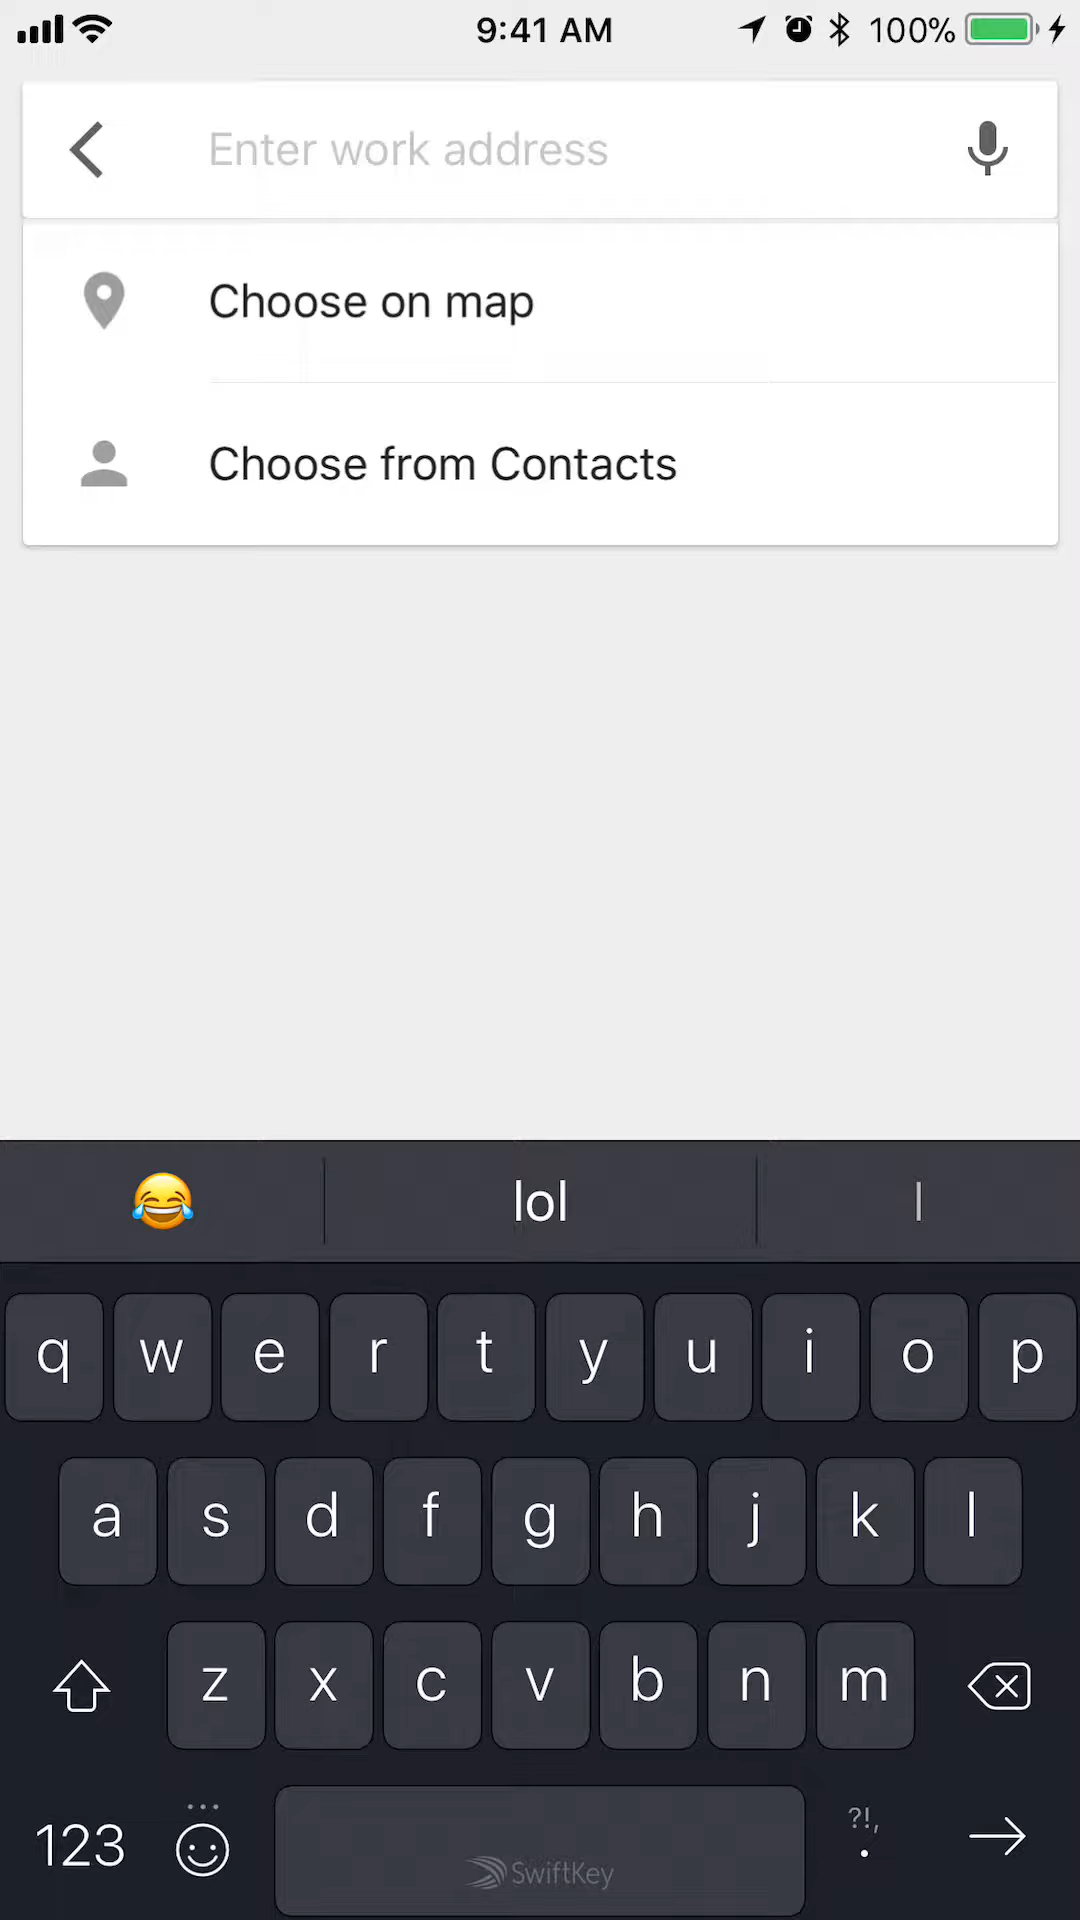 9:41 AM 100%
Enter work address
Choose on map
Choose from Contacts
😂 lol l
q w e r t y u i o p
a s d f g h j k l
z x c v b n m
123 ... ?!, .
SwiftKey